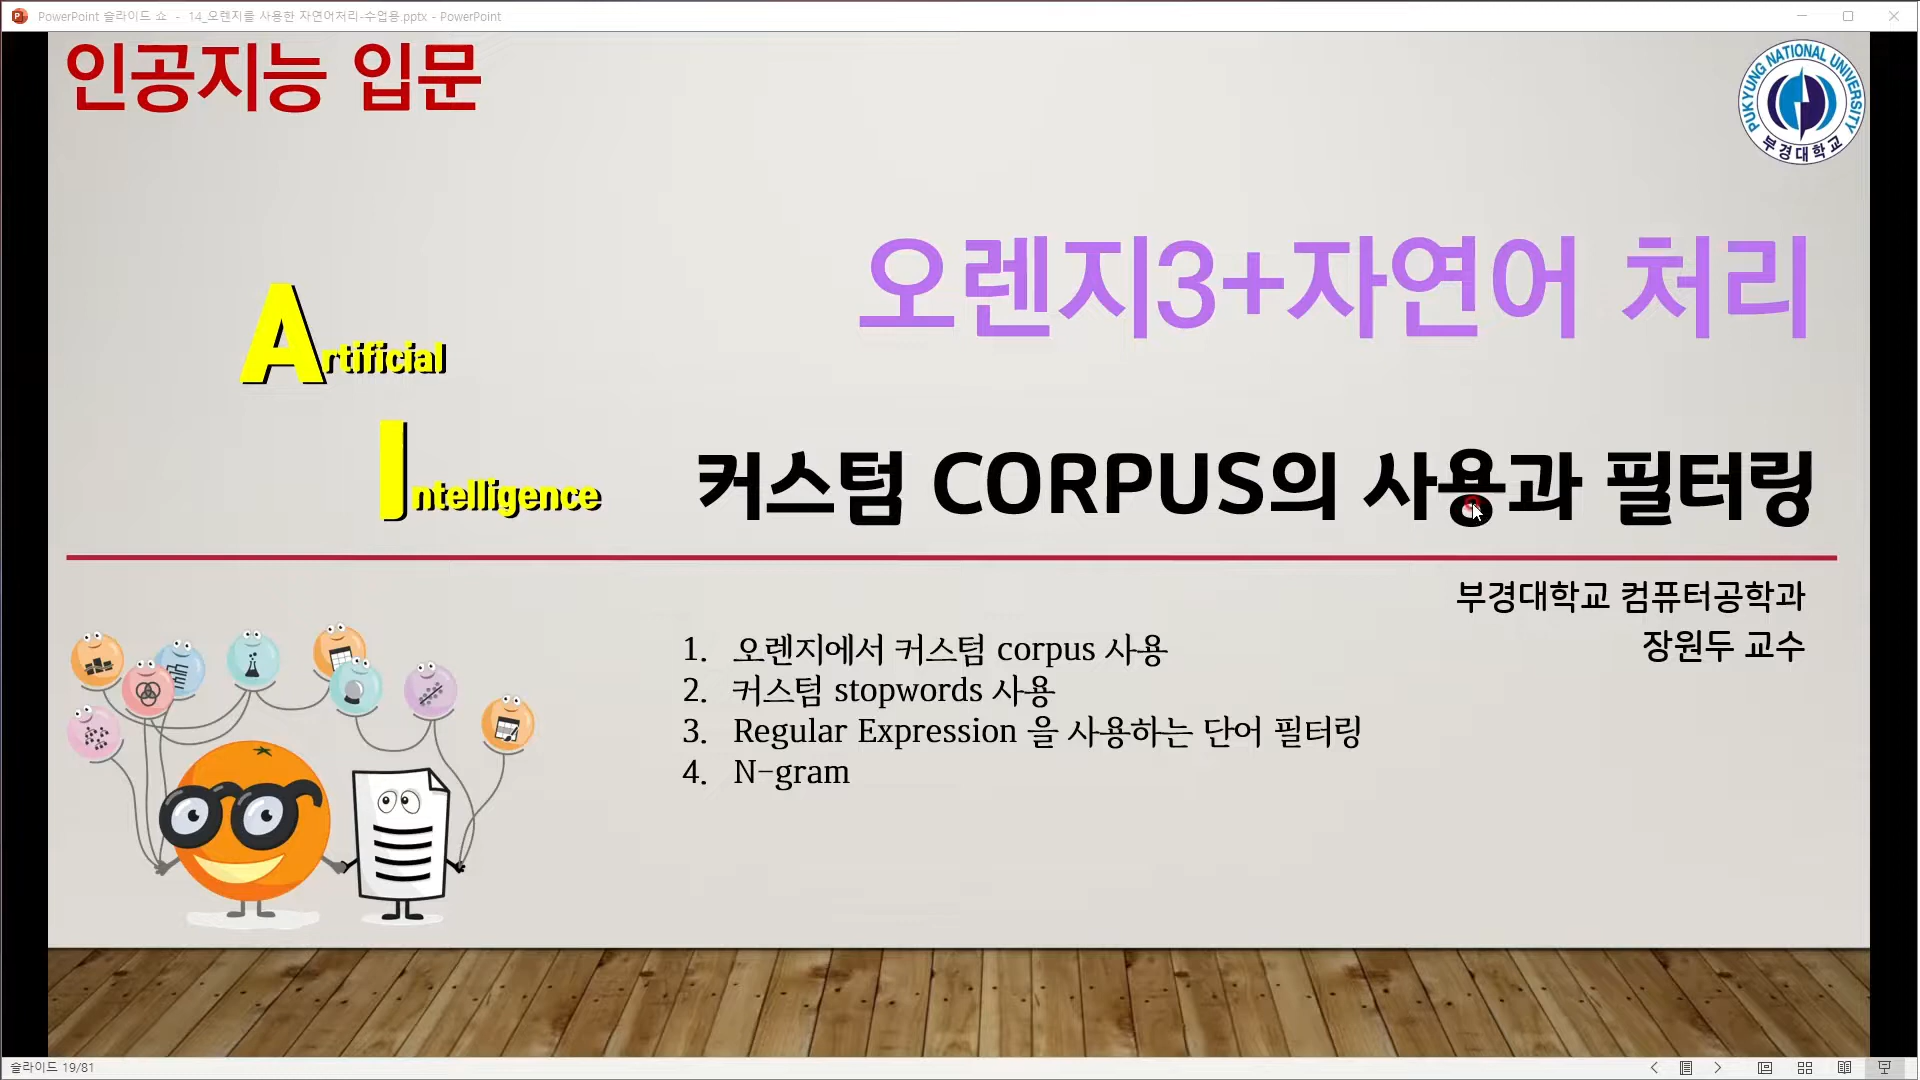 PowerPoint 슬라이드 쇼 - 14_오렌지를 사용한 자연어처리-수업용.pptx - PowerPoint
인공지능 입문
PUKYUNG NATIONAL UNIVERSITY
부경대학교
오렌지3+자연어 처리
Artificial
Intelligence
커스텀 CORPUS의 사용과 필터링
부경대학교 컴퓨터공학과
장원두 교수
1. 오렌지에서 커스텀 corpus 사용
2. 커스텀 stopwords 사용
3. Regular Expression 을 사용하는 단어 필터링
4. N-gram
슬라이드 19/81